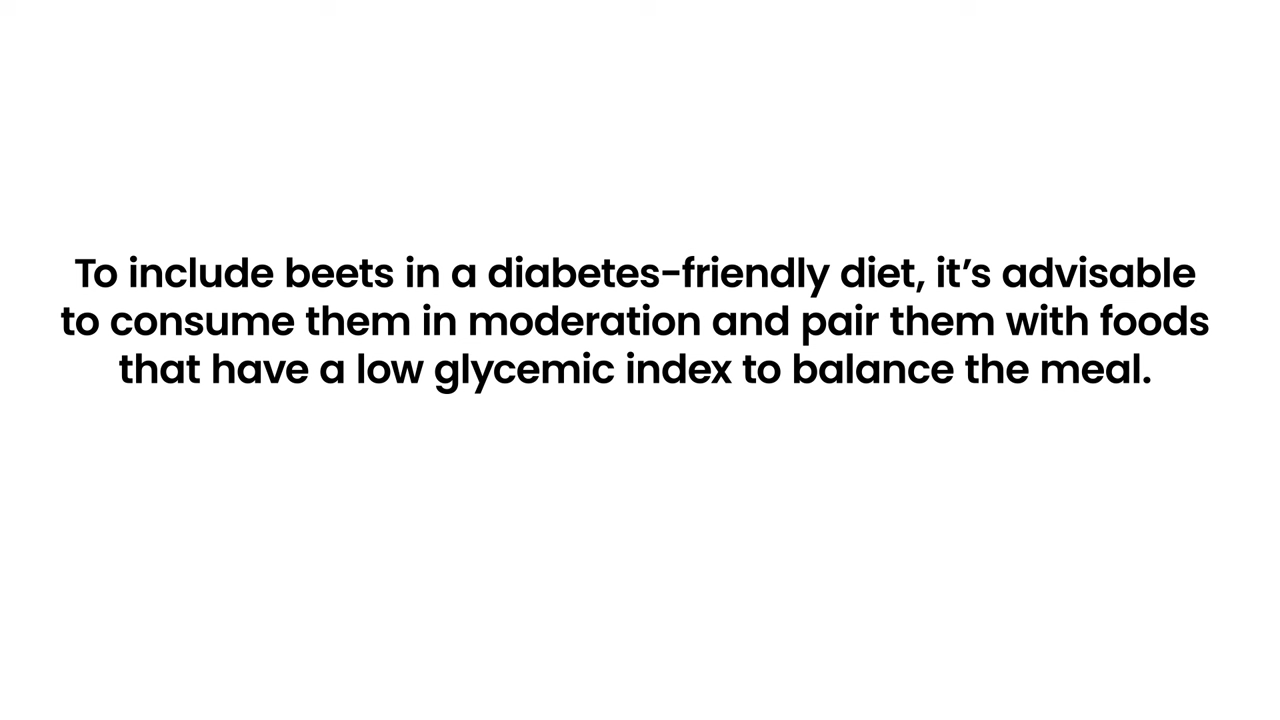 To include beets in a diabetes-friendly diet, it’s advisable
to consume them in moderation and pair them with foods
that have a low glycemic index to balance the meal.